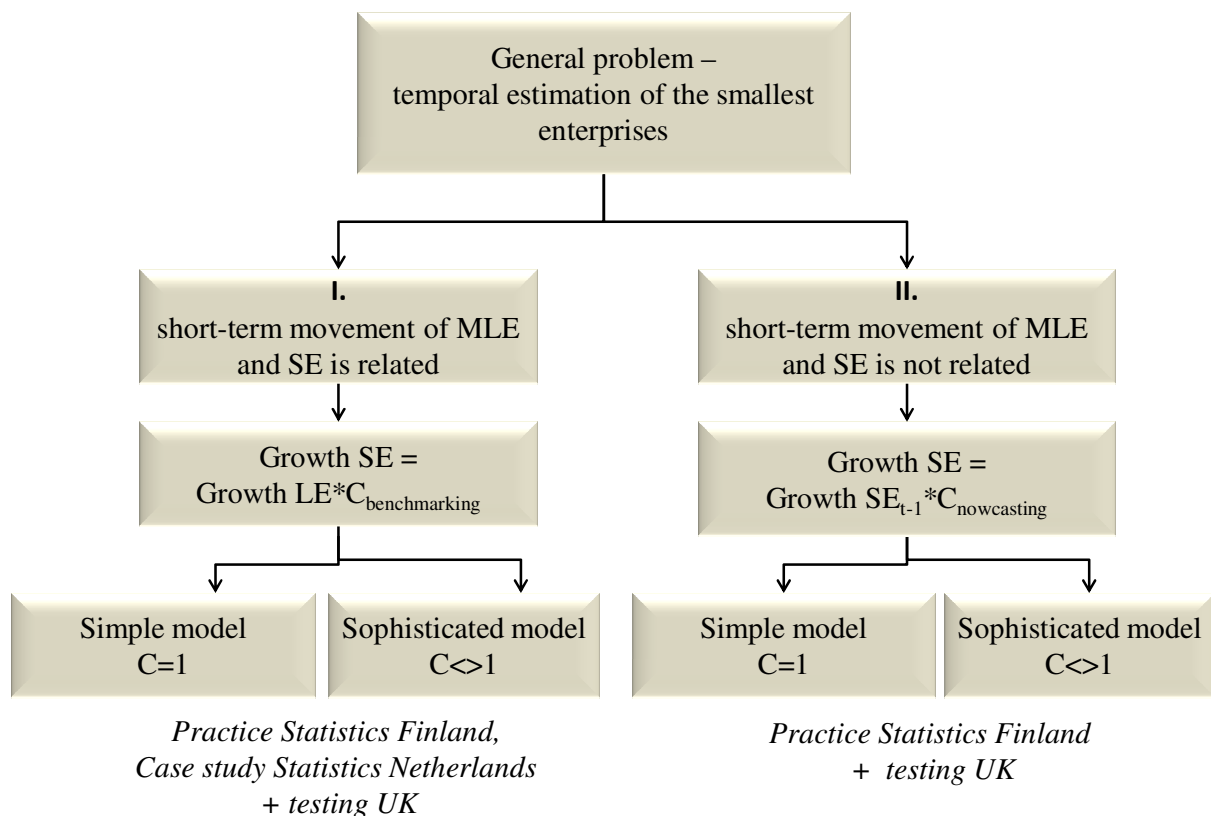 General problem –
temporal estimation of the smallest
enterprises
I.
short-term movement of MLE
and SE is related
II.
short-term movement of MLE
and SE is not related
Growth SE =
Growth LE*C_benchmarking
Growth SE =
Growth SE_t-1*C_nowcasting
Simple model
C=1
Sophisticated model
C<>1
Simple model
C=1
Sophisticated model
C<>1
Practice Statistics Finland,
Case study Statistics Netherlands
+ testing UK
Practice Statistics Finland
+ testing UK